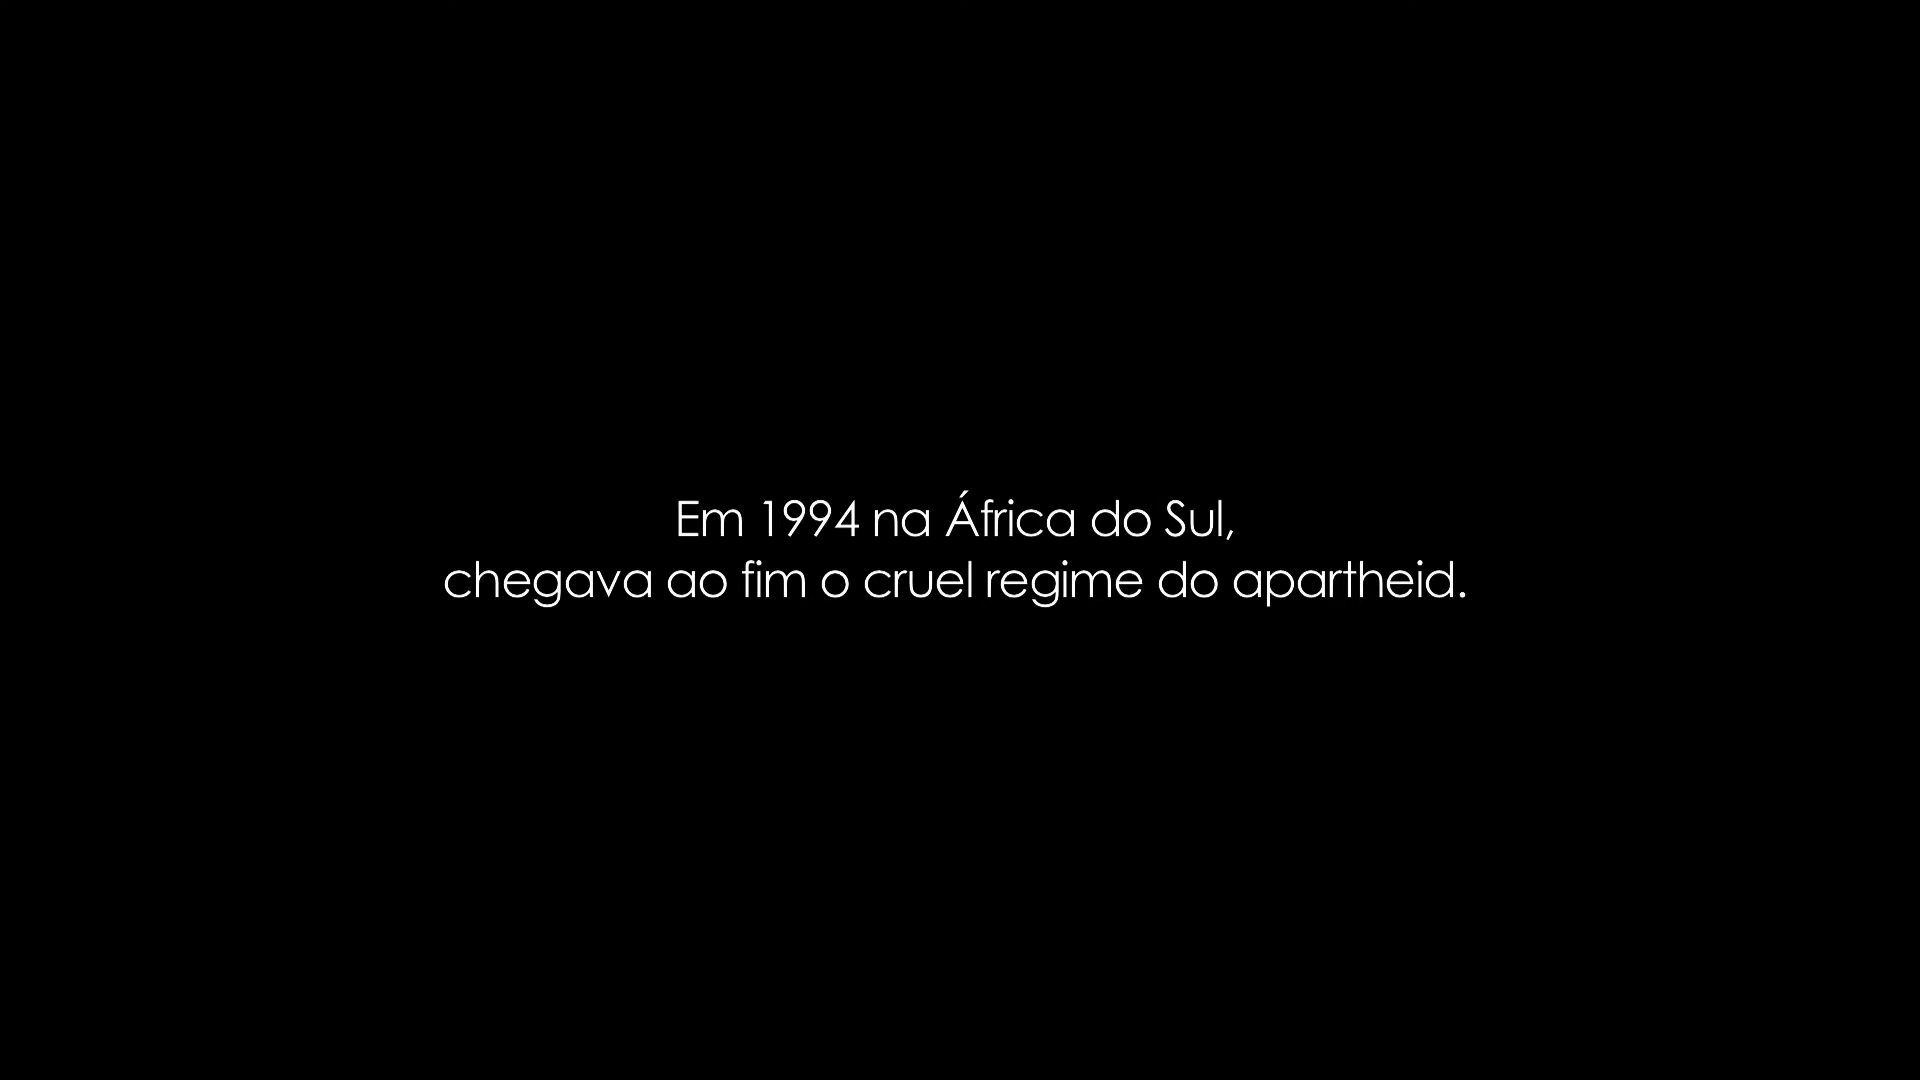 Em 1994 na África do Sul,
chegava ao fim o cruel regime do apartheid.